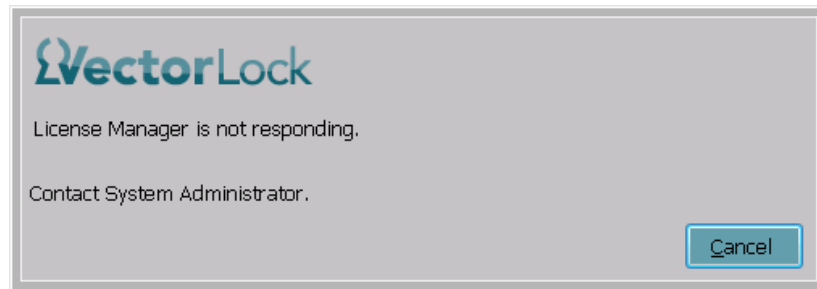 VectorLock
License Manager is not responding.
Contact System Administrator.
Cancel